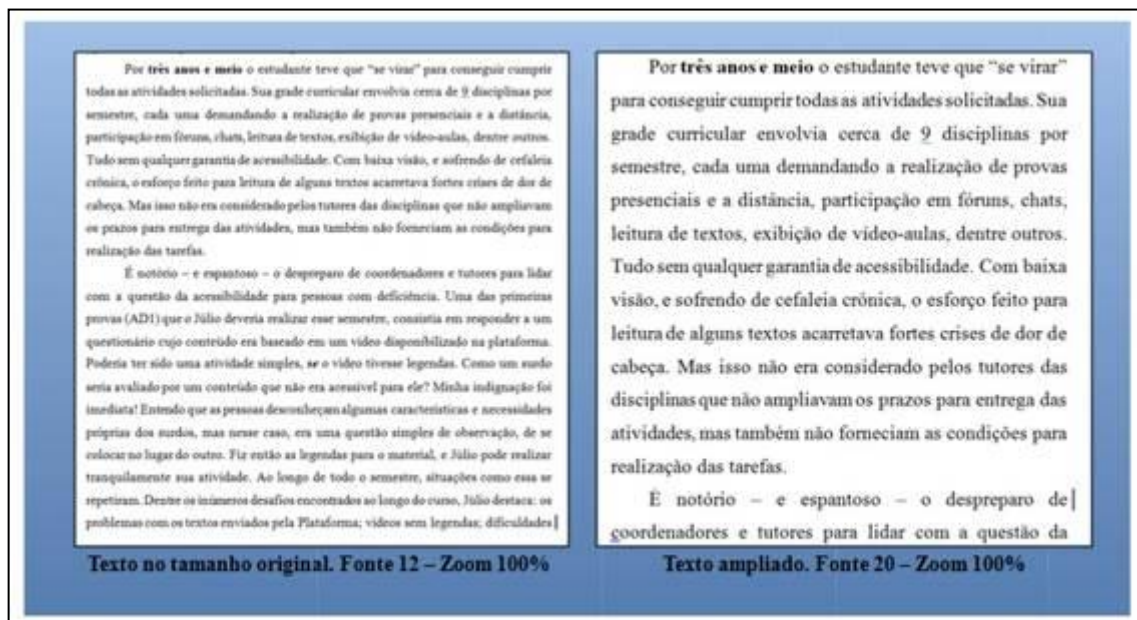 Por três anos e meio o estudante teve que “se virar” para conseguir cumprir
todas as atividades solicitadas. Sua grade curricular envolvia cerca de 9 disciplinas por
semestre, cada uma demandando a realização de provas presenciais e a distância,
participação em fóruns, chats, leitura de textos, exibição de vídeo-aulas, dentre outros.
Tudo sem qualquer garantia de acessibilidade. Com baixa visão, e sofrendo de cefaleia
crônica, o esforço feito para leitura de alguns textos acarretava fortes crises de dor de
cabeça. Mas isso não era considerado pelos tutores das disciplinas que não ampliavam
os prazos para entrega das atividades, mas também não forneciam as condições para
realização das tarefas.
É notório – e espantoso – o despreparo de coordenadores e tutores para lidar
com a questão da acessibilidade para pessoas com deficiência. Uma das primeiras
provas (AD1) que o Júlio deveria realizar esse semestre, consistia em responder a um
questionário cujo conteúdo era baseado em um vídeo disponibilizado na plataforma.
Poderia ter sido uma atividade simples, se o vídeo tivesse legendas. Como um surdo
seria avaliado por um conteúdo que não era acessível para ele? Minha indignação foi
imediata! Entendo que as pessoas desconheçam algumas características e necessidades
próprias dos surdos, mas nesse caso, era uma questão simples de observação, de se
colocar no lugar do outro. Fiz então as legendas para o material, e Júlio pode realizar
tranquilamente sua atividade. Ao longo de todo o semestre, situações como essa se
repetiram. Dentre os inúmeros desafios encontrados ao longo do curso, Júlio destaca: os
problemas com os textos enviados pela Plataforma; vídeos sem legendas; dificuldades
Texto no tamanho original. Fonte 12 – Zoom 100%
Por três anos e meio o estudante teve que “se virar”
para conseguir cumprir todas as atividades solicitadas. Sua
grade curricular envolvia cerca de 9 disciplinas por
semestre, cada uma demandando a realização de provas
presenciais e a distância, participação em fóruns, chats,
leitura de textos, exibição de vídeo-aulas, dentre outros.
Tudo sem qualquer garantia de acessibilidade. Com baixa
visão, e sofrendo de cefaleia crônica, o esforço feito para
leitura de alguns textos acarretava fortes crises de dor de
cabeça. Mas isso não era considerado pelos tutores das
disciplinas que não ampliavam os prazos para entrega das
atividades, mas também não forneciam as condições para
realização das tarefas.
É notório – e espantoso – o despreparo de
coordenadores e tutores para lidar com a questão da
Texto ampliado. Fonte 20 – Zoom 100%